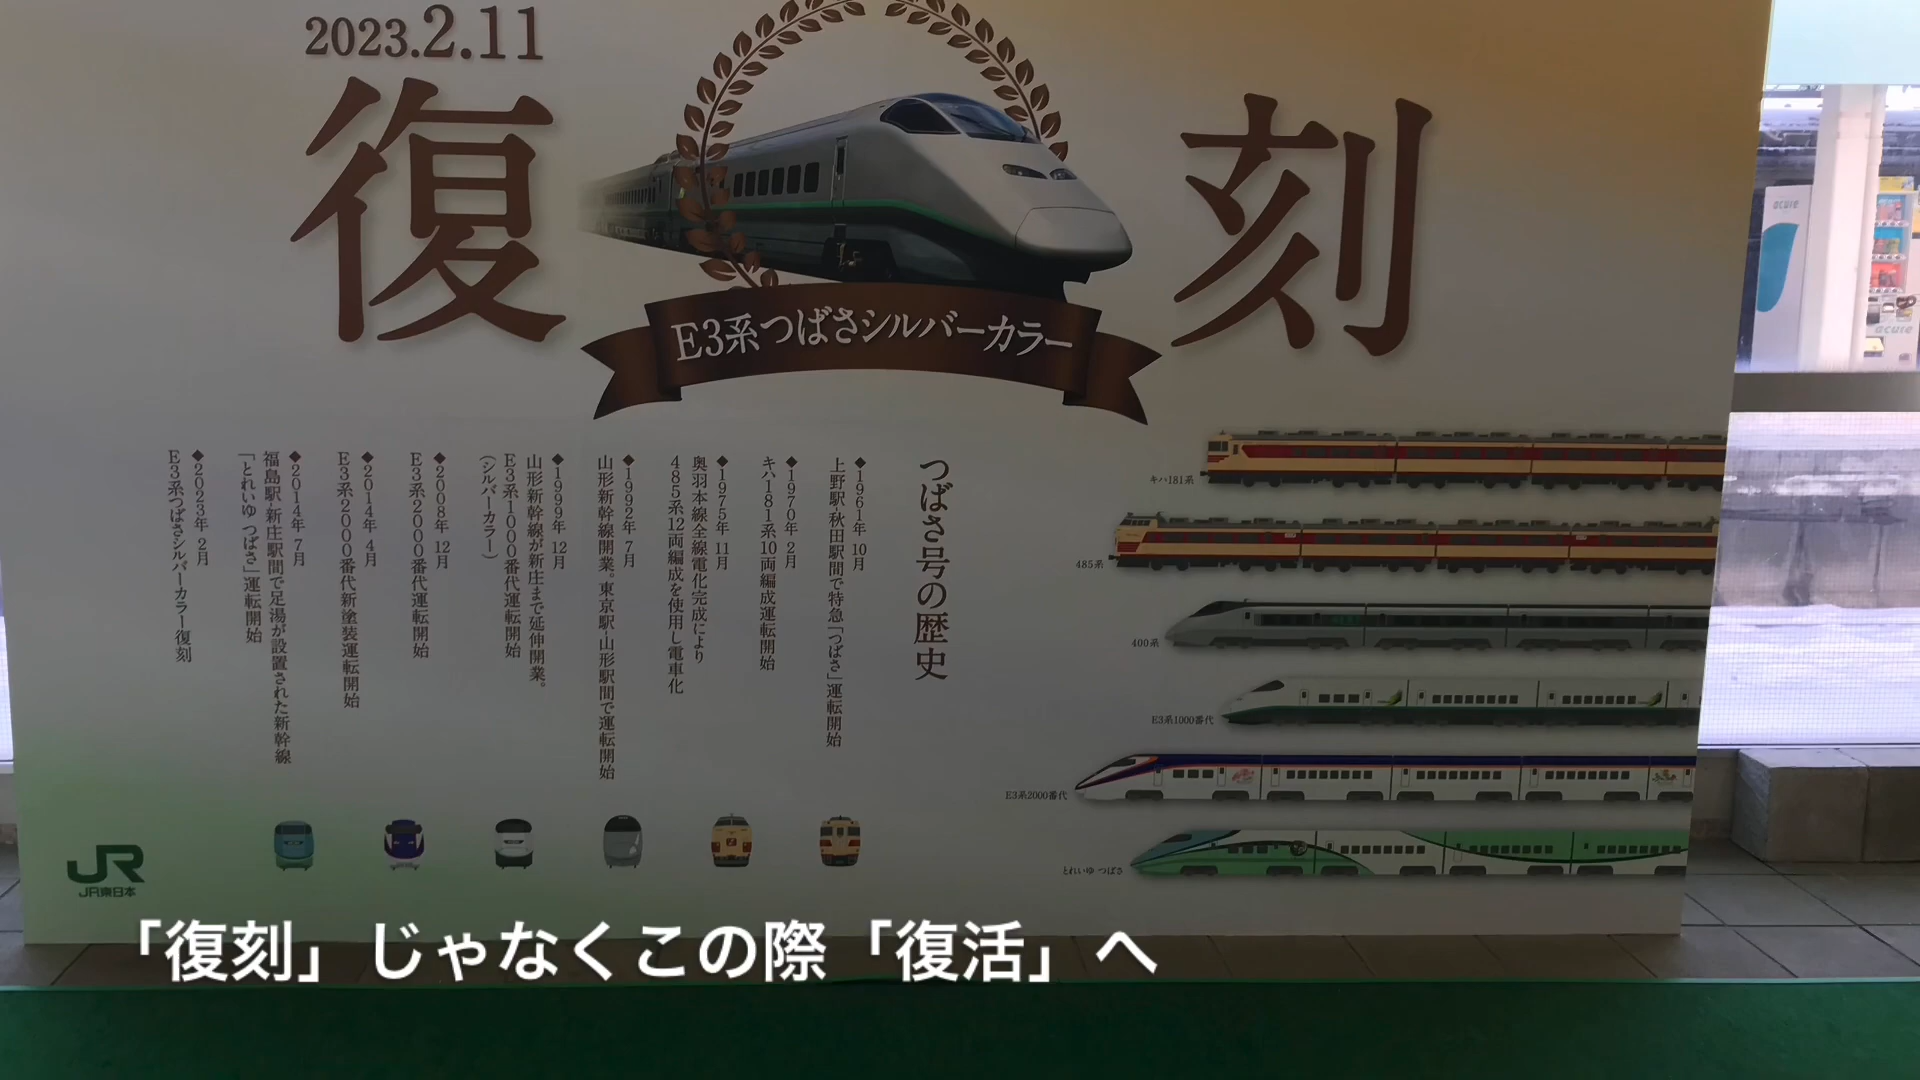 2023.2.11
復刻
E3系つばさシルバーカラー
つばさ号の歴史
◆1961年 10月
上野駅-秋田駅間で特急「つばさ」運転開始
◆1970年 2月
キハ181系10両編成運転開始
◆1975年 11月
奥羽本線全線電化完成により
485系12両編成を使用し電車化
◆1992年 7月
山形新幹線開業。東京駅-山形駅間で運転開始
◆1999年 12月
山形新幹線が新庄まで延伸開業。
E3系1000番代運転開始
(シルバーカラー)
◆2008年 12月
E3系2000番代運転開始
◆2014年 4月
E3系2000番代新塗装運転開始
◆2014年 7月
福島駅-新庄駅間で足湯が設置された新幹線
「とれいゆ つばさ」運転開始
◆2023年 2月
E3系つばさシルバーカラー復刻
キハ181系
485系
400系
E3系1000番代
E3系2000番代
とれいゆ つばさ
JR
JR東日本
acure
acure
「復刻」じゃなくこの際「復活」へ